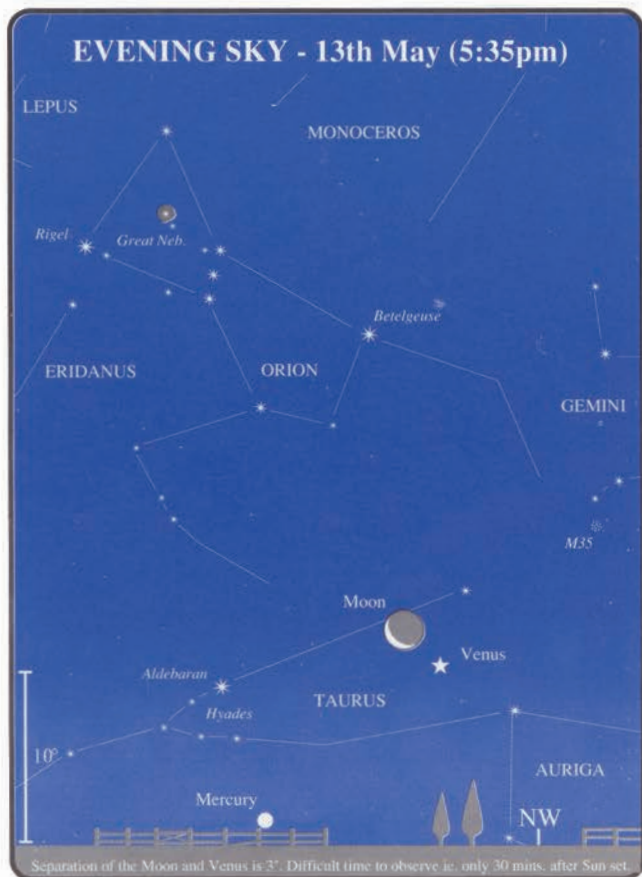 EVENING SKY - 13th May (5:35pm)
LEPUS
MONOCEROS
Rigel
Great Neb.
Betelgeuse
ERIDANUS
ORION
GEMINI
M35
Moon
Venus
Aldebaran
TAURUS
Hyades
10°
AURIGA
Mercury
NW
Separation of the Moon and Venus is 3°. Difficult time to observe ie. only 30 mins. after Sun set.